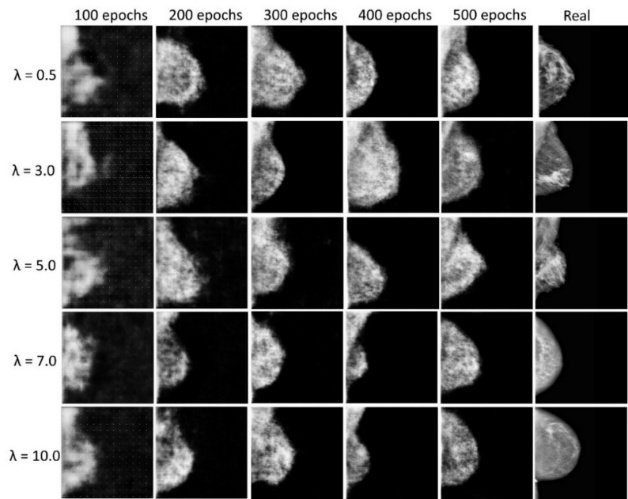 100 epochs 200 epochs 300 epochs 400 epochs 500 epochs Real
λ = 0.5
λ = 3.0
λ = 5.0
λ = 7.0
λ = 10.0